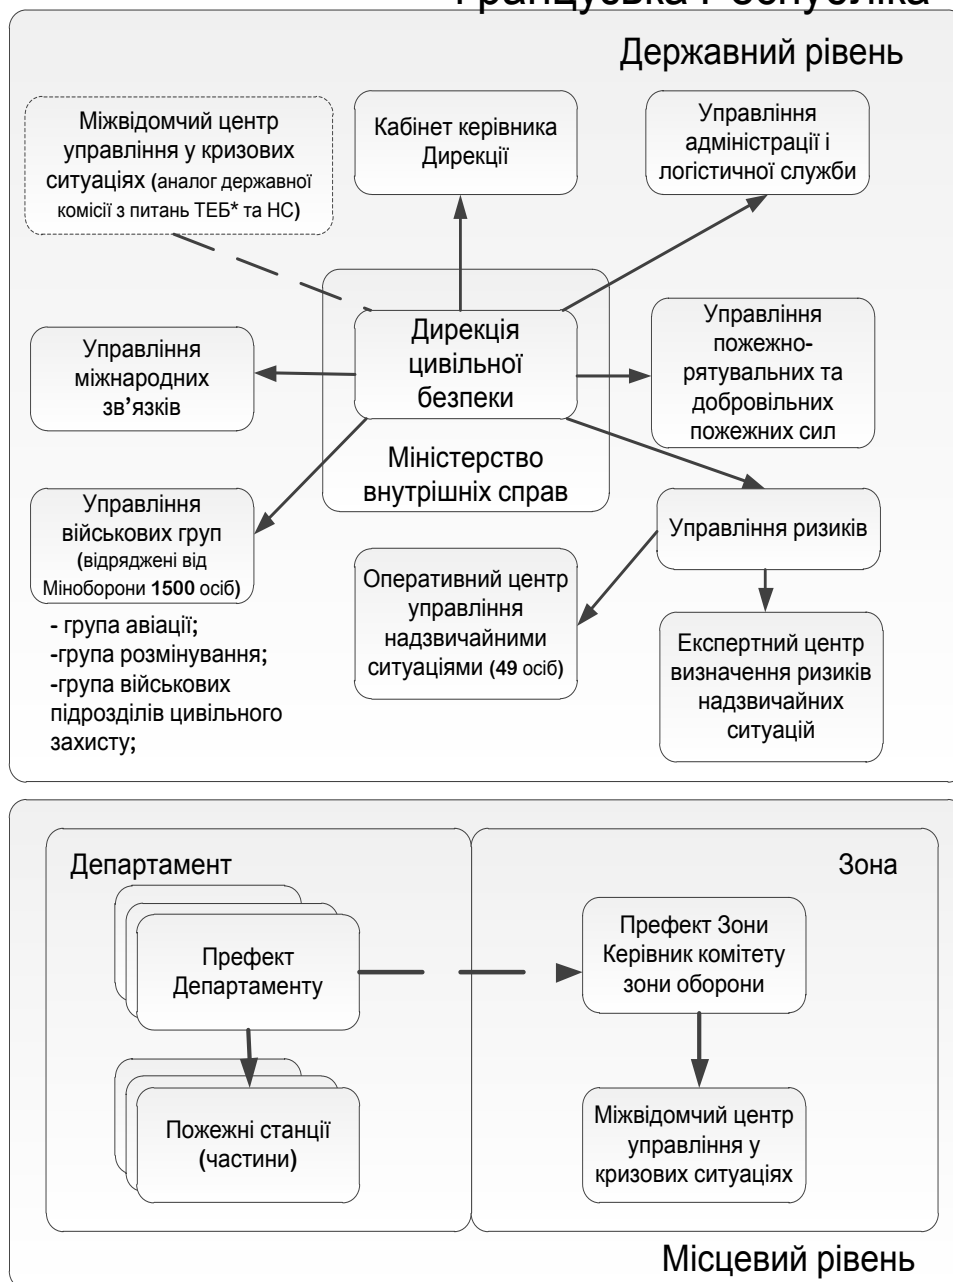 Французька Республіка
Державний рівень
Міжвідомчий центр
управління у кризових
ситуаціях (аналог державної
комісії з питань ТЕБ* та НС)
Кабінет керівника
Дирекції
Управління
адміністрації і
логістичної служби
Управління
міжнародних
зв’язків
Дирекція
цивільної
безпеки
Міністерство
внутрішніх справ
Управління
пожежно-
рятувальних та
добровільних
пожежних сил
Управління
військових груп
(відряджені від
Міноборони 1500 осіб)
- група авіації;
-група розмінування;
-група військових
підрозділів цивільного
захисту;
Оперативний центр
управління
надзвичайними
ситуаціями (49 осіб)
Управління ризиків
Експертний центр
визначення ризиків
надзвичайних
ситуацій
Департамент
Префект
Департаменту
Пожежні станції
(частини)
Зона
Префект Зони
Керівник комітету
зони оборони
Міжвідомчий центр
управління у
кризових ситуаціях
Місцевий рівень